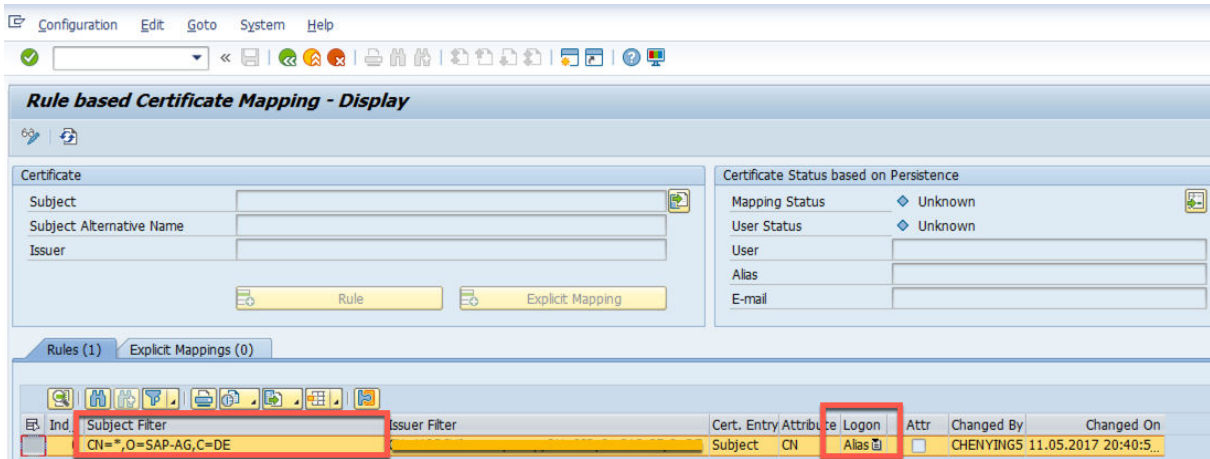 Configuration Edit Goto System Help
Rule based Certificate Mapping - Display
Certificate
Subject
Subject Alternative Name
Issuer
Rule Explicit Mapping
Certificate Status based on Persistence
Mapping Status Unknown
User Status Unknown
User
Alias
E-mail
Rules (1) Explicit Mappings (0)
Ind Subject Filter Issuer Filter Cert. Entry Attribute Logon Attr Changed By Changed On
CN=*,O=SAP-AG,C=DE Subject CN Alias CHENYING5 11.05.2017 20:40:5...